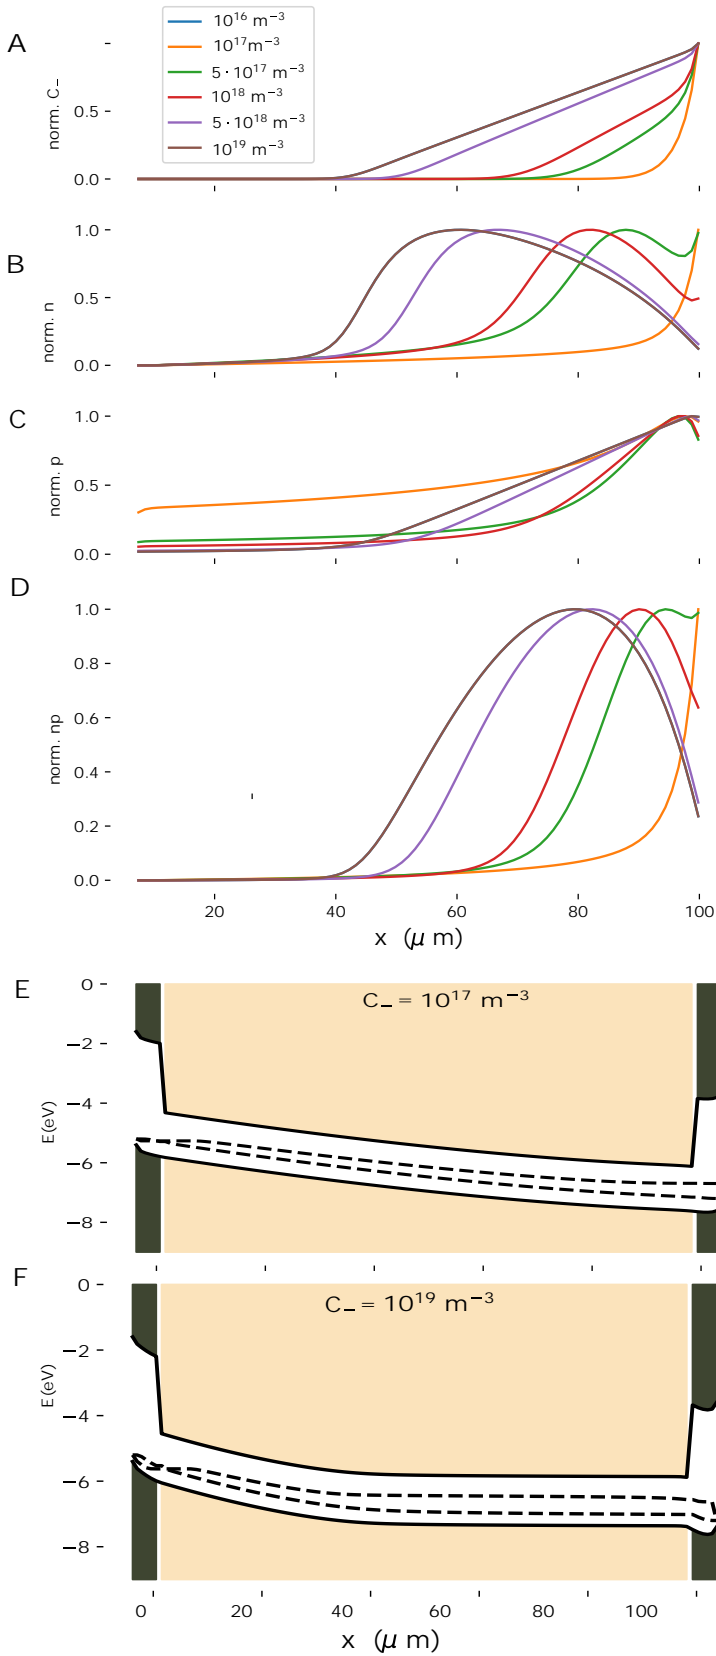 10¹⁶ m⁻³
10¹⁷m⁻³
5·10¹⁷ m⁻³
10¹⁸ m⁻³
5·10¹⁸ m⁻³
10¹⁹ m⁻³
A
norm. C₋
0.5
0.0
B
norm. n
1.0
0.5
0.0
C
norm. p
1.0
0.5
0.0
D
norm. np
1.0
0.8
0.6
0.4
0.2
0.0
20 40 60 80 100
x (μ m)
E
E(eV)
0
−2
−4
−6
−8
C₋= 10¹⁷ m⁻³
F
E(eV)
0
−2
−4
−6
−8
C₋= 10¹⁹ m⁻³
0 20 40 60 80 100
x (μ m)